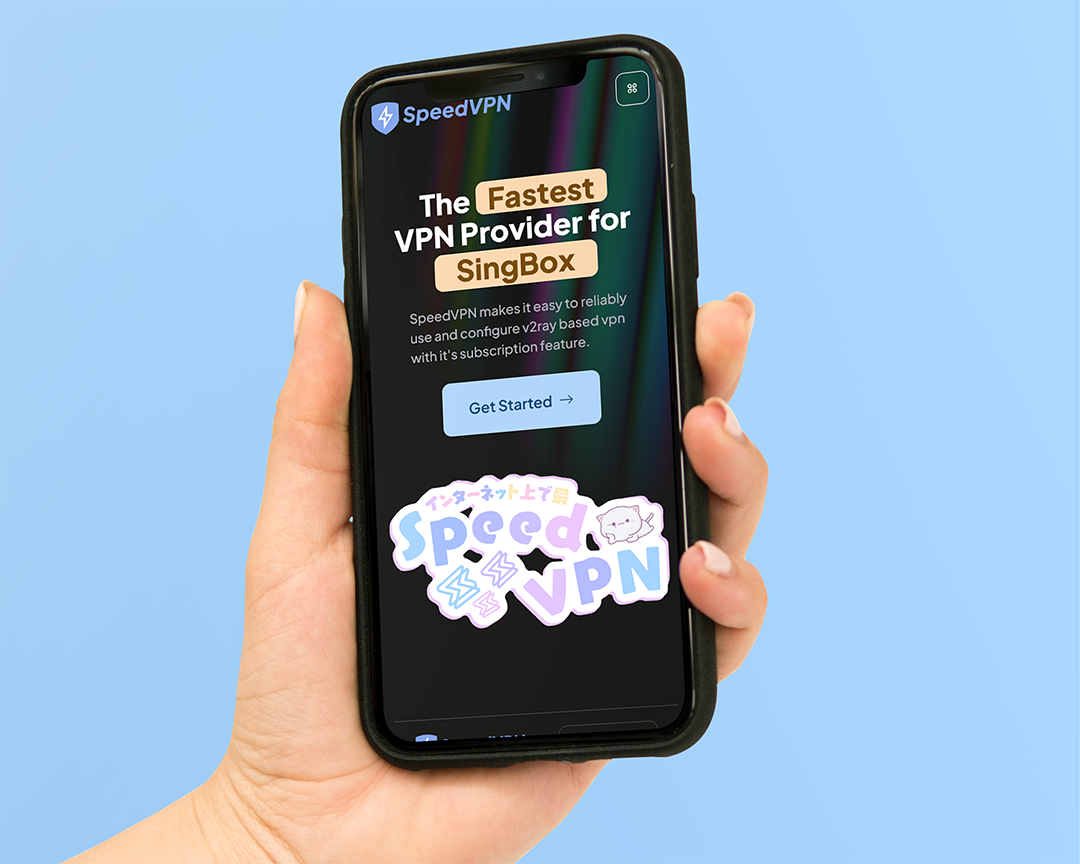 SpeedVPN
The Fastest
VPN Provider for
SingBox
SpeedVPN makes it easy to reliably
use and configure v2ray based vpn
with it's subscription feature.
Get Started →
インターネット上で最
Speed
VPN